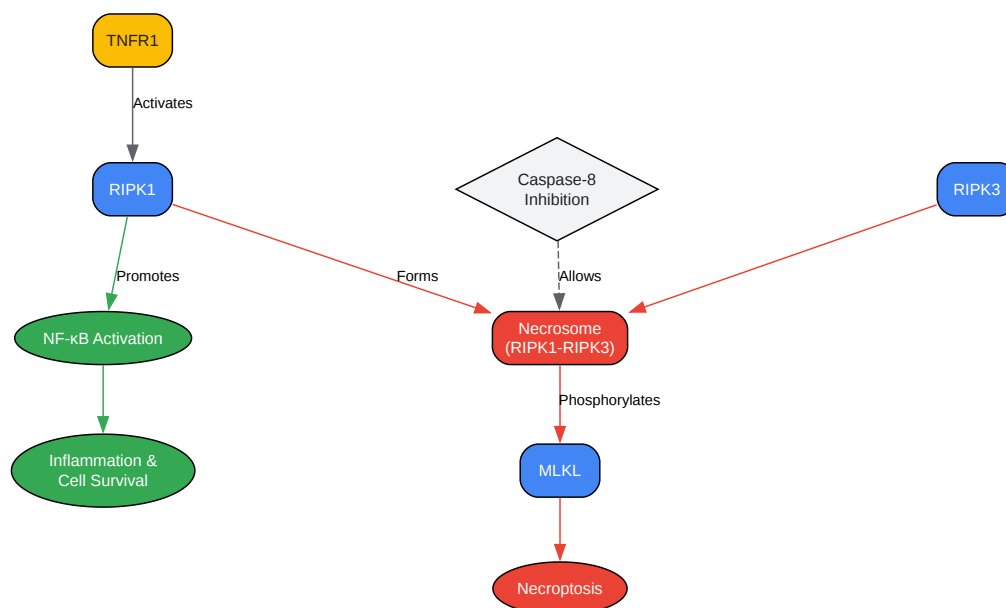 TNFR1
Activates
Caspase-8
Inhibition
RIPK1
RIPK3
Promotes
Forms
Allows
NF-κB Activation
Necrosome
(RIPK1-RIPK3)
Phosphorylates
Inflammation &
Cell Survival
MLKL
Necroptosis